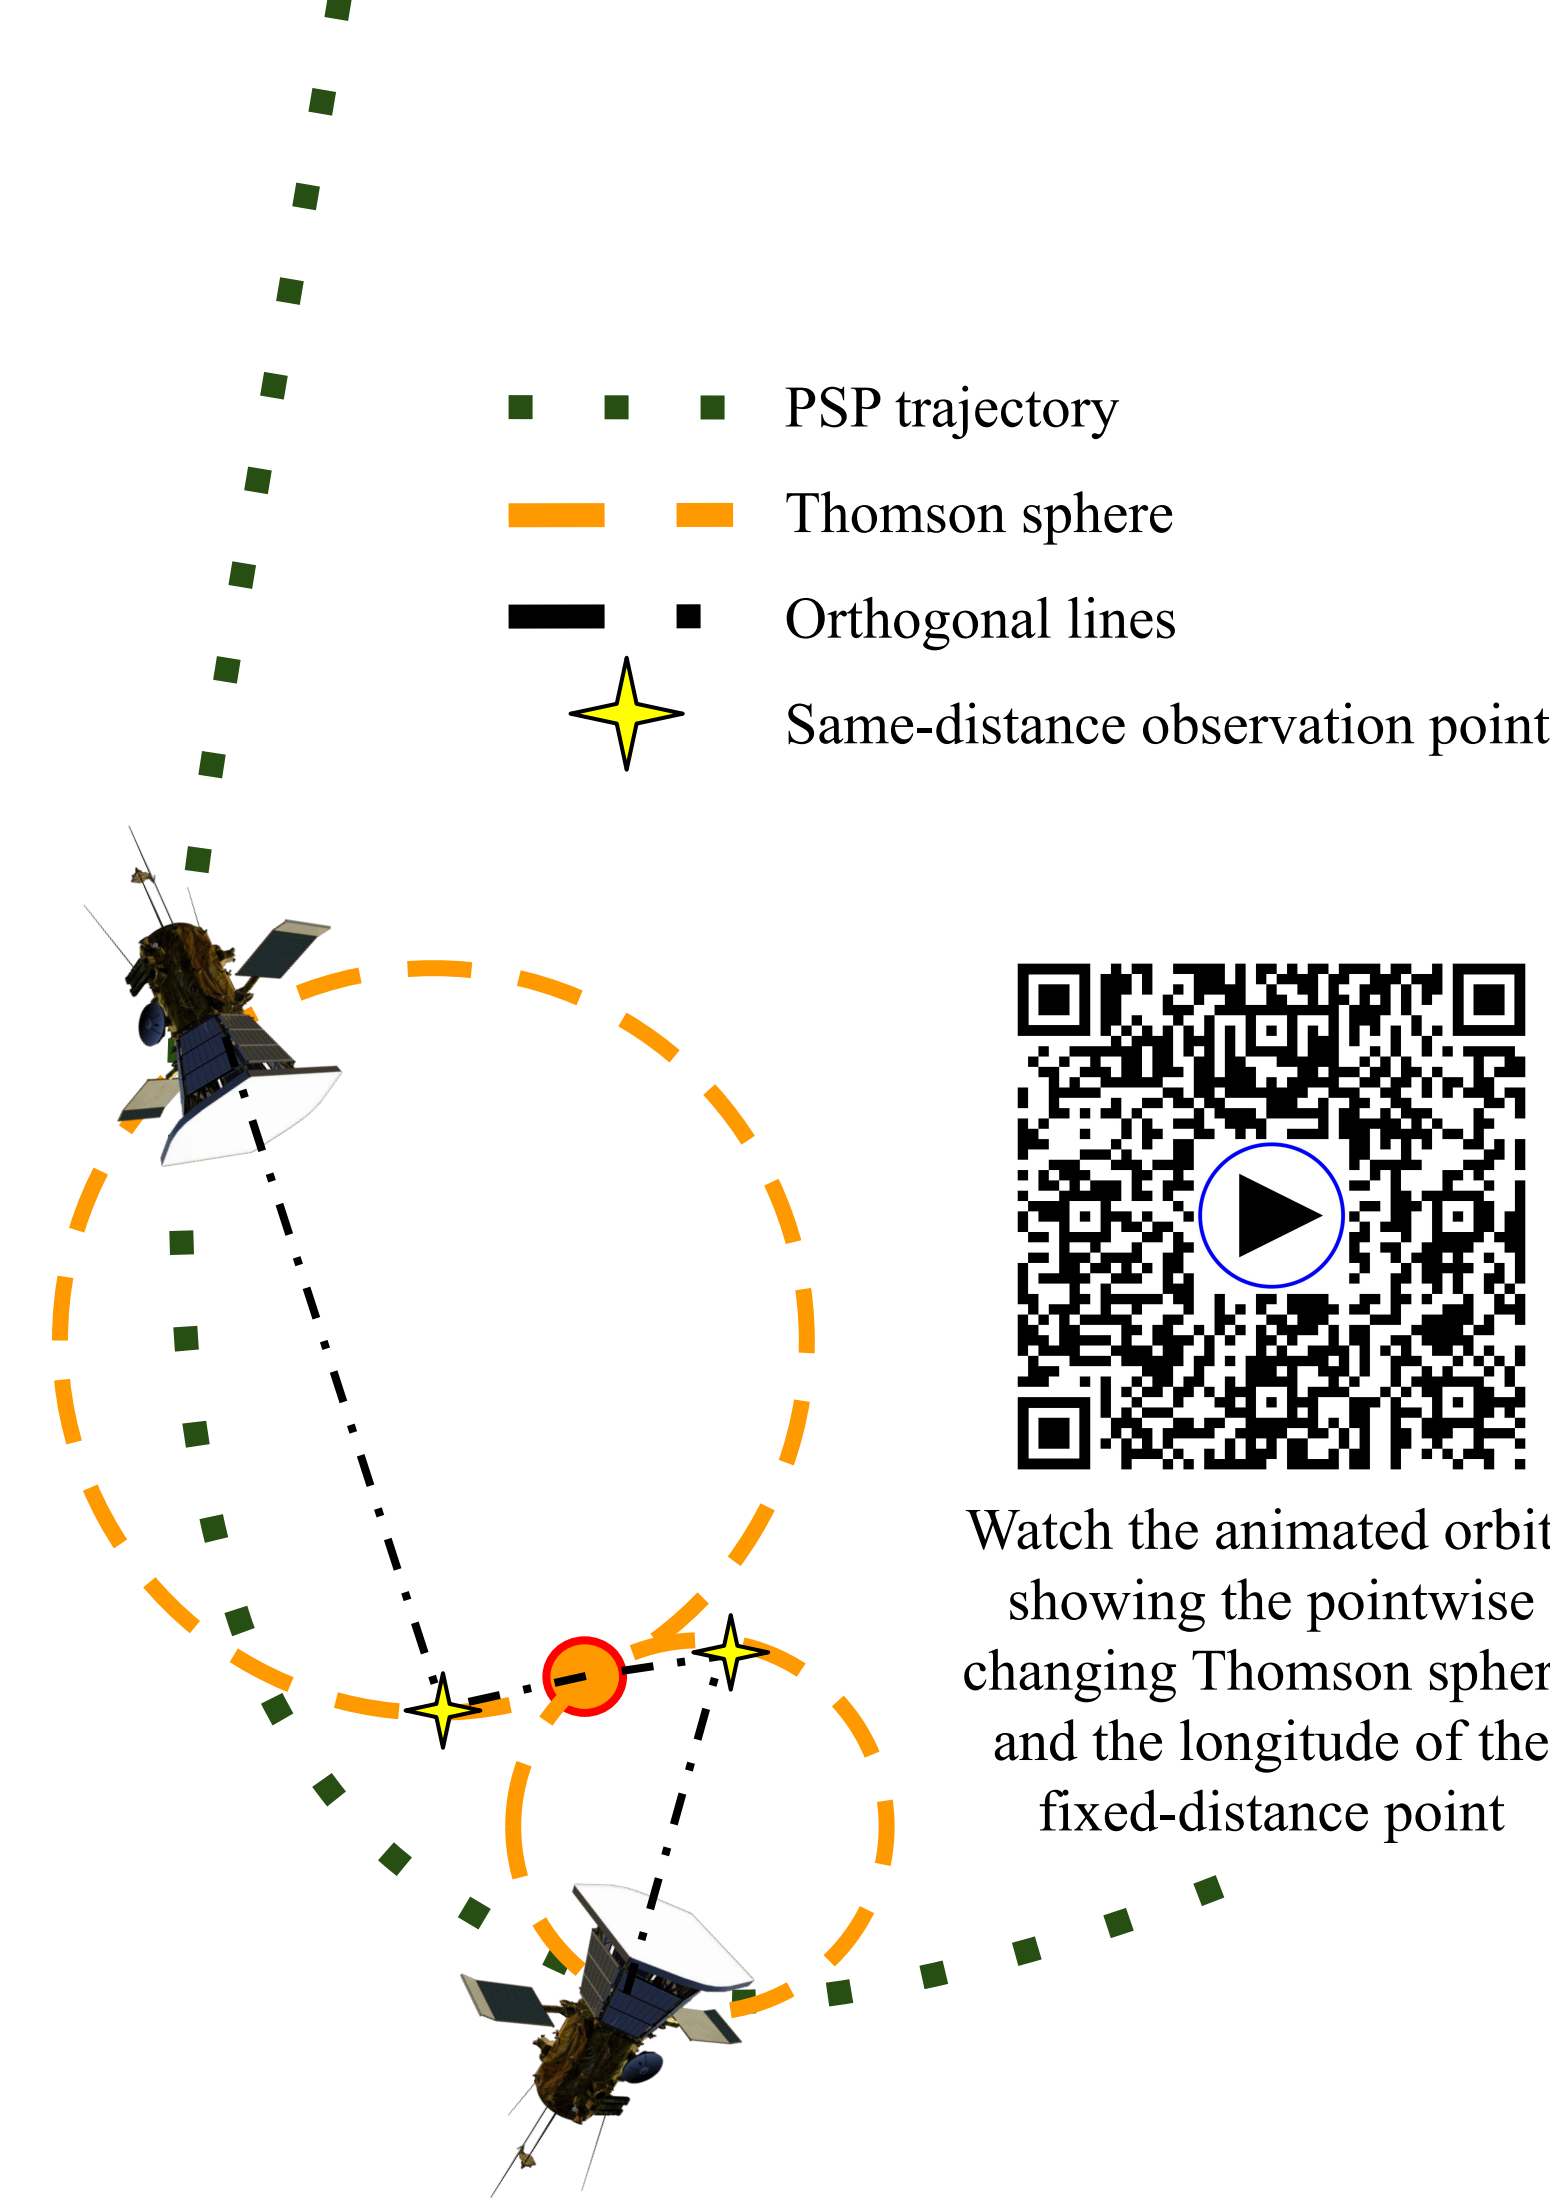 PSP trajectory
Thomson sphere
Orthogonal lines
Same-distance observation point
Watch the animated orbit
showing the pointwise
changing Thomson spher
and the longitude of the
fixed-distance point